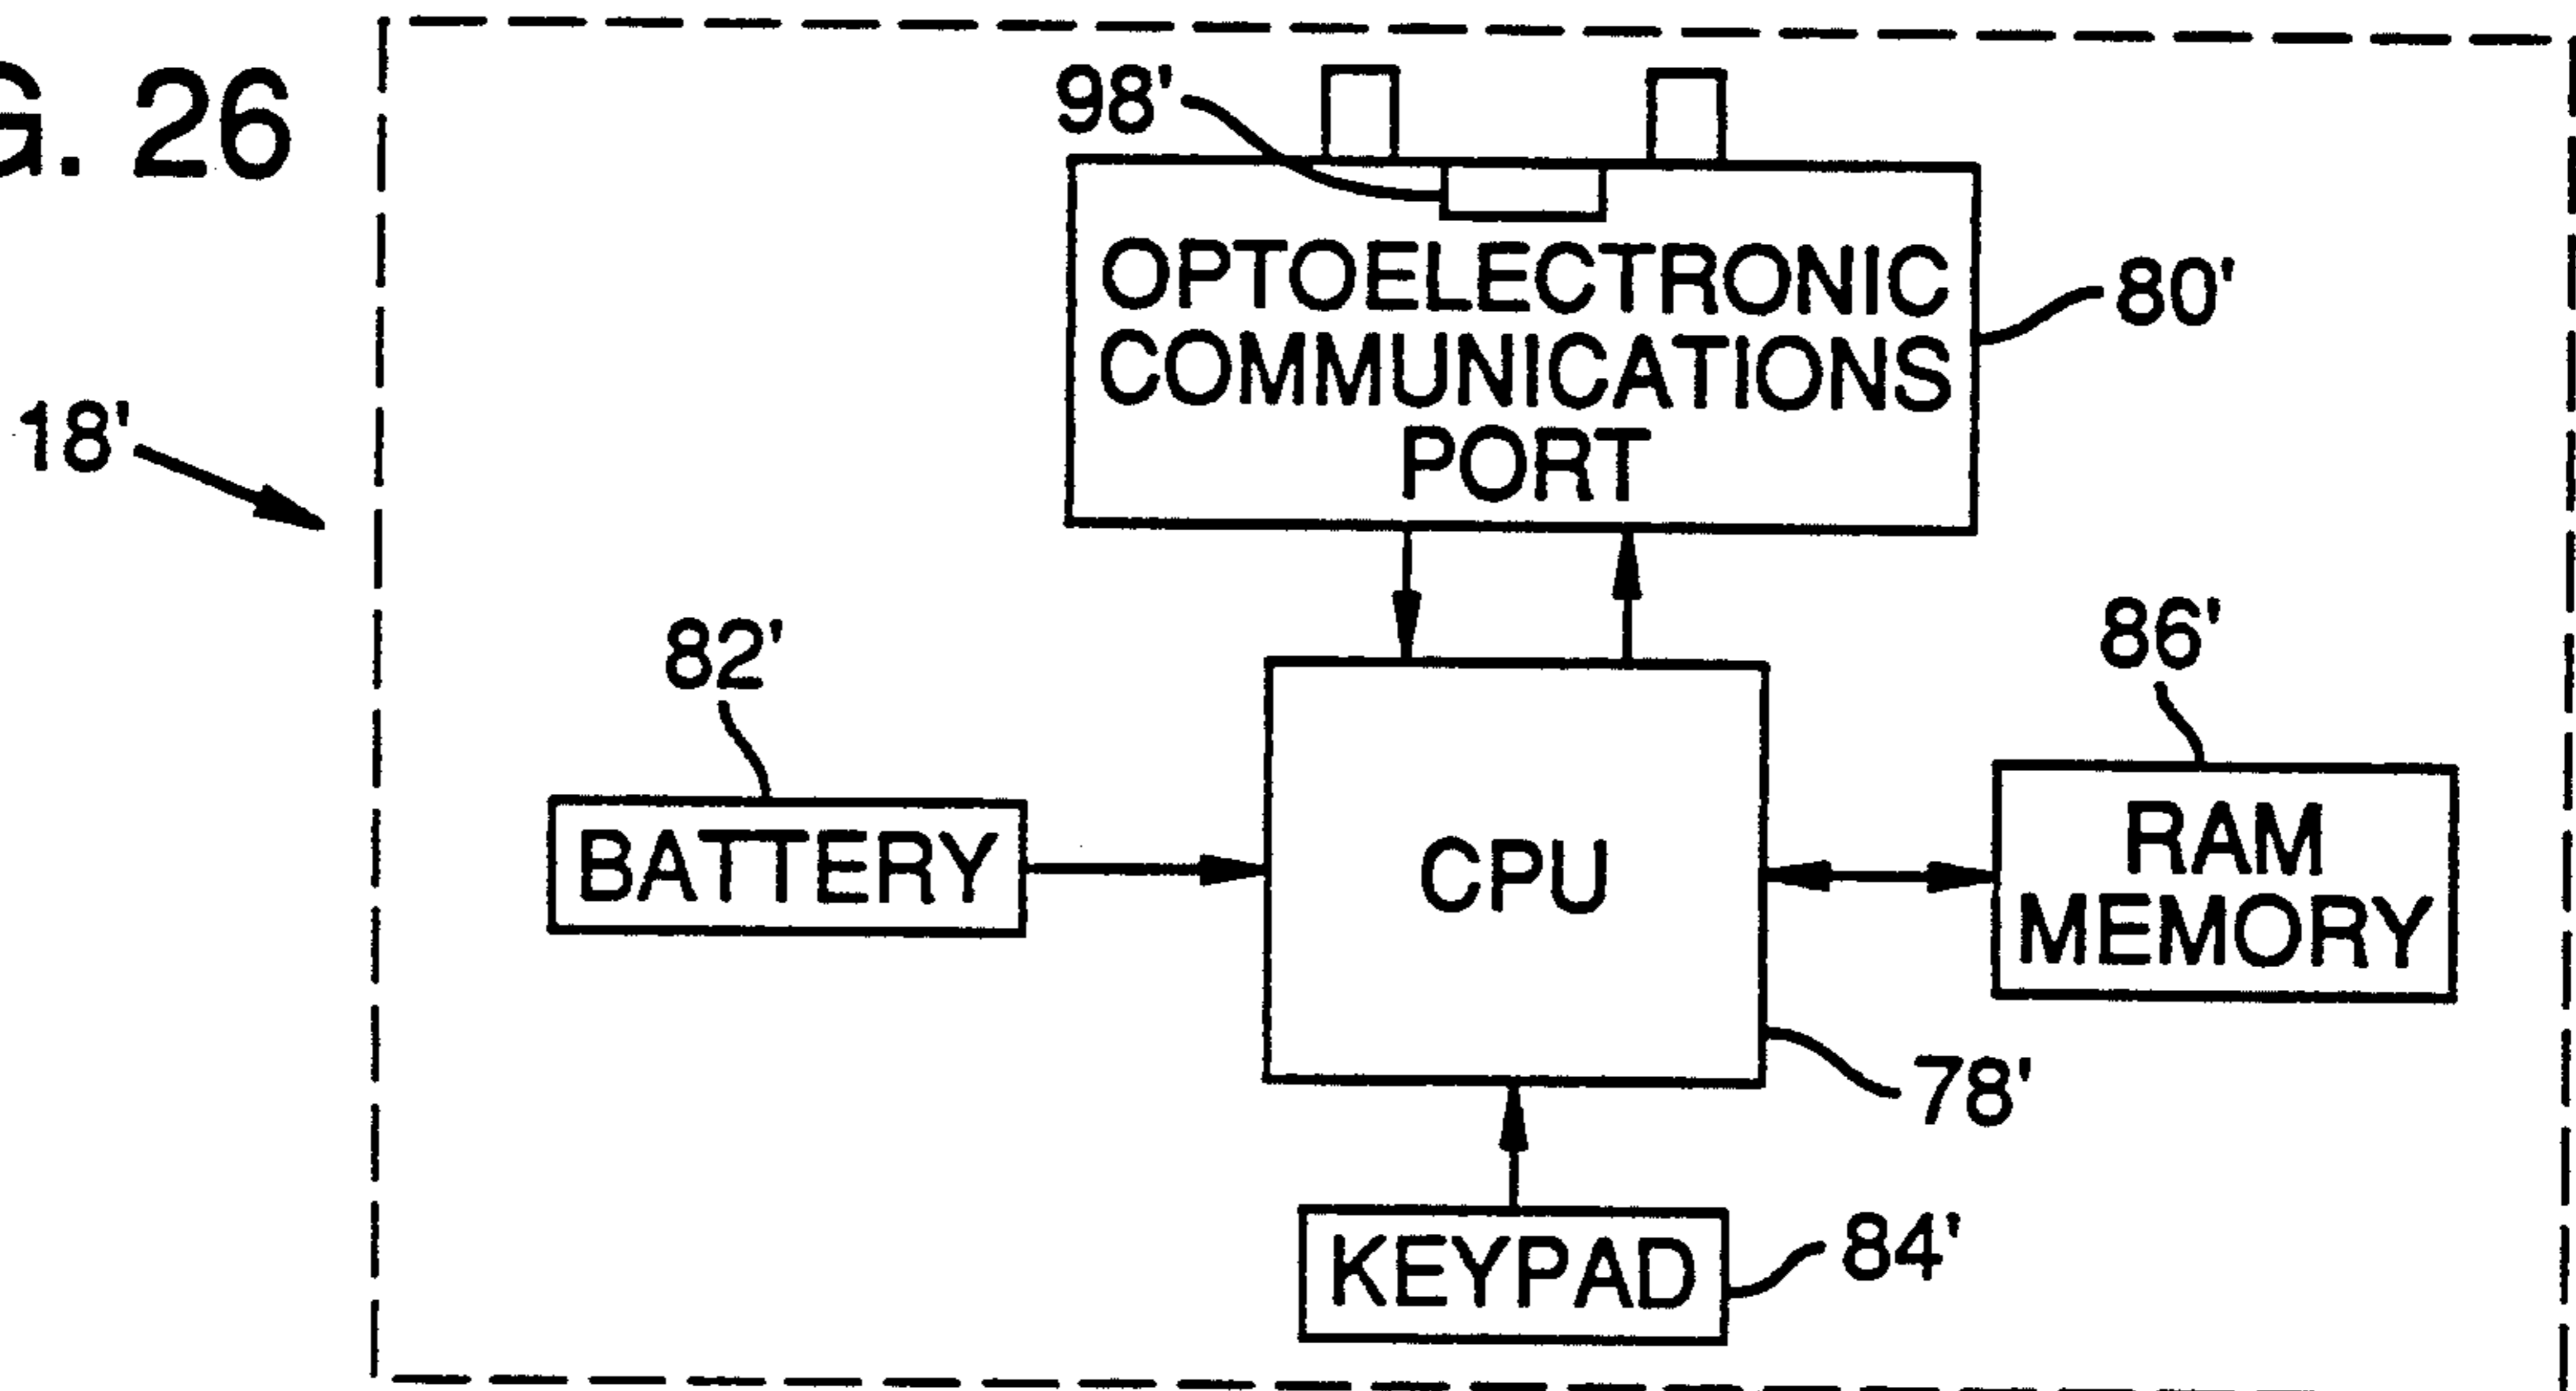 G. 26
98'
OPTOELECTRONIC
COMMUNICATIONS
PORT
80'
18'
82'
86'
BATTERY
CPU
RAM
MEMORY
78'
KEYPAD
84'